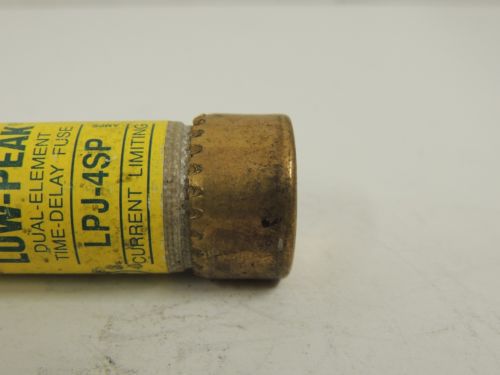 LOW-PEAK
DUAL-ELEMENT
TIME-DELAY FUSE
LPJ-4SP
CURRENT LIMITING